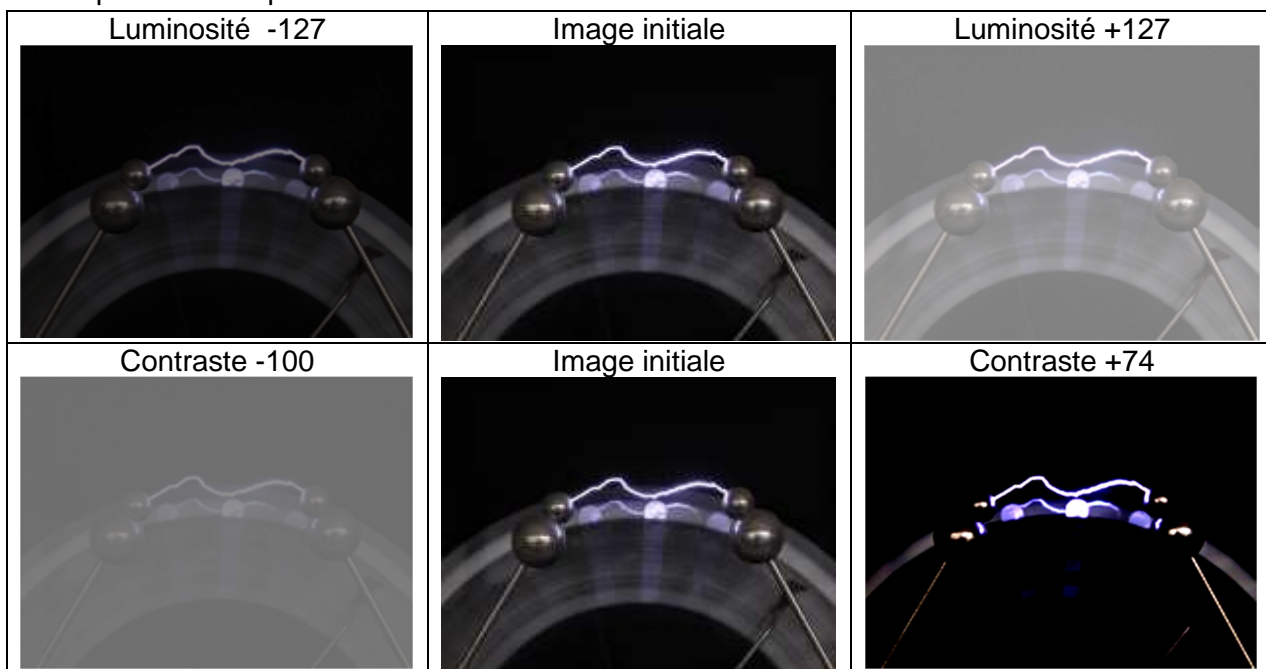 Luminosité -127
Image initiale
Luminosité +127
Contraste -100
Image initiale
Contraste +74